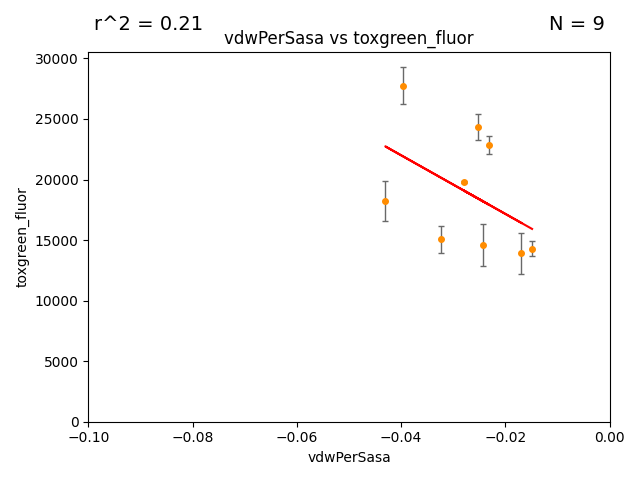 r^2 = 0.21
N = 9
vdwPerSasa vs toxgreen_fluor
30000
25000
20000
15000
10000
5000
0
toxgreen_fluor
−0.10
−0.08
−0.06
−0.04
−0.02
0.00
vdwPerSasa